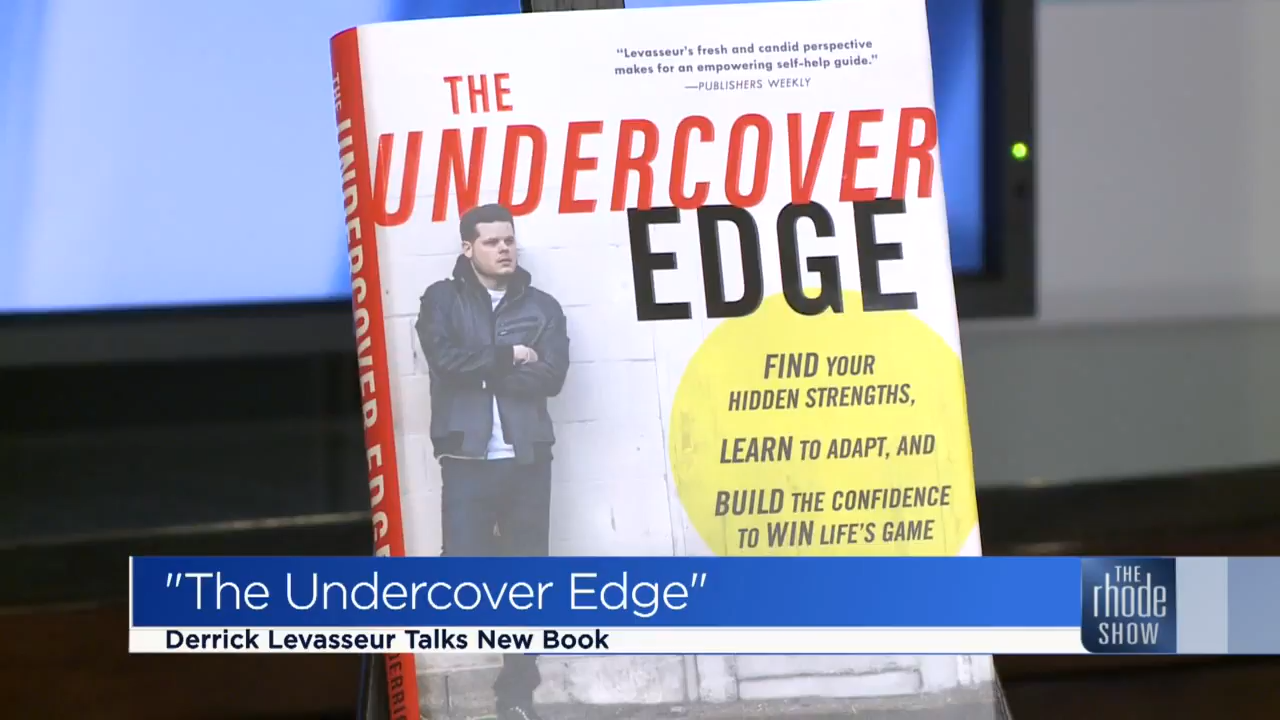 “Levasseur’s fresh and candid perspective
makes for an empowering self-help guide.”
—PUBLISHERS WEEKLY
THE
UNDERCOVER
EDGE
FIND YOUR
HIDDEN STRENGTHS,
LEARN TO ADAPT, AND
BUILD THE CONFIDENCE
TO WIN LIFE’S GAME
THE UNDERCOVER EDGE
"The Undercover Edge"
Derrick Levasseur Talks New Book
THE
rhode
SHOW